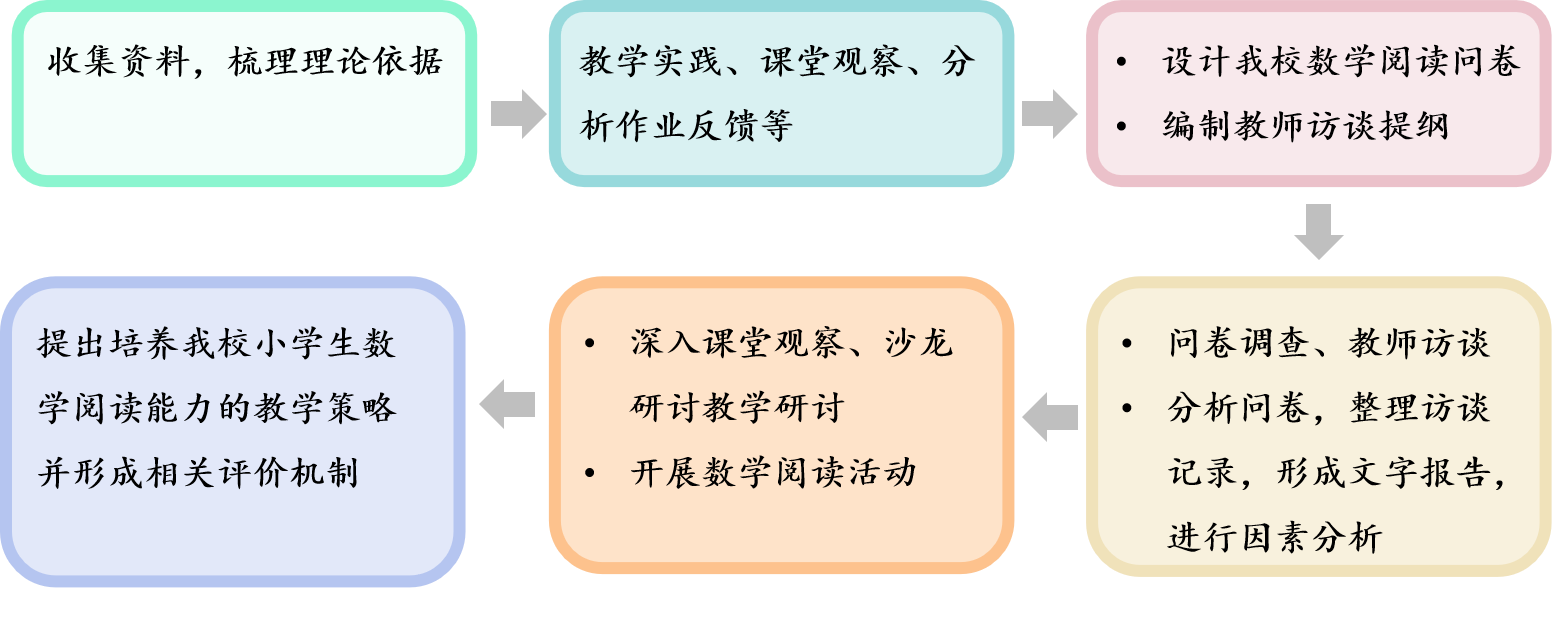 收集资料，梳理理论依据
教学实践、课堂观察、分
析作业反馈等
• 设计我校数学阅读问卷
• 编制教师访谈提纲
• 问卷调查、教师访谈
• 分析问卷，整理访谈
记录，形成文字报告，
进行因素分析
• 深入课堂观察、沙龙
研讨教学研讨
• 开展数学阅读活动
提出培养我校小学生数
学阅读能力的教学策略
并形成相关评价机制